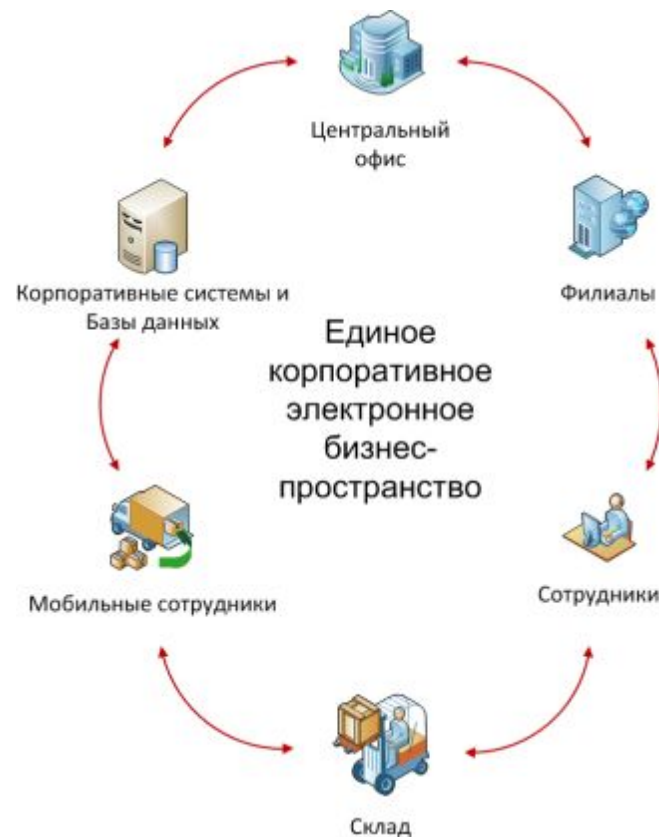 Центральный
офис
Корпоративные системы и
Базы данных
Филиалы
Единое
корпоративное
электронное
бизнес-
пространство
Мобильные сотрудники
Сотрудники
Склад